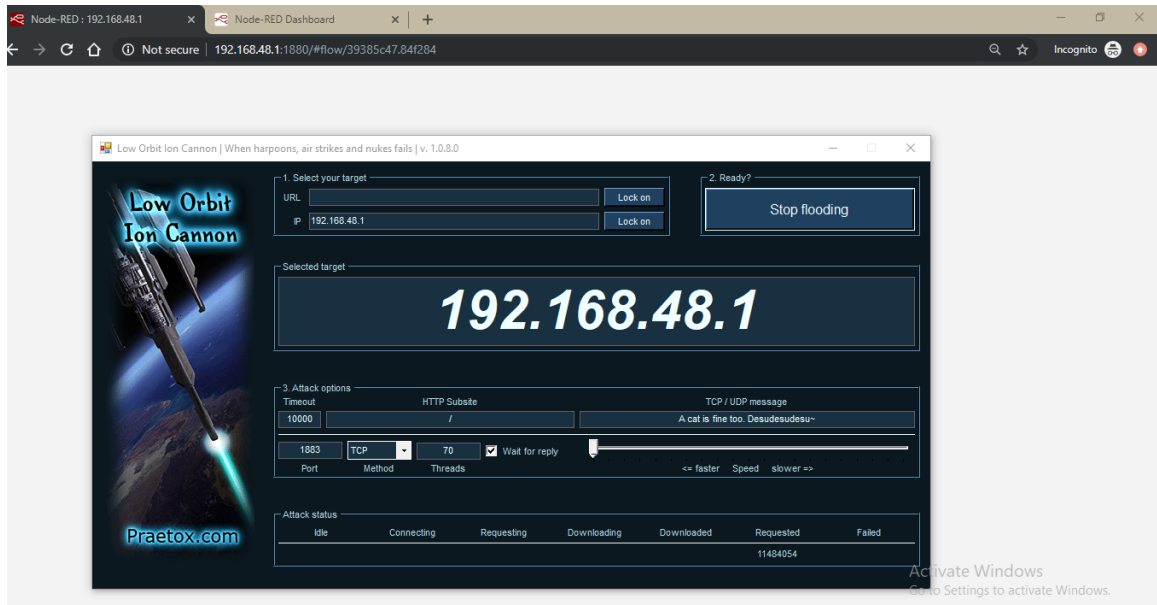 Node-RED : 192.168.48.1
Node-RED Dashboard
Not secure 192.168.48.1:1880/#flow/39385c47.84f284
Incognito
Low Orbit Ion Cannon | When harpoons, air strikes and nukes fails | v. 1.0.8.0
Low Orbit
Ion Cannon
Praetox.com
1. Select your target
URL Lock on
IP 192.168.48.1 Lock on
2. Ready?
Stop flooding
Selected target
192.168.48.1
3. Attack options
Timeout HTTP Subsite TCP / UDP message
10000 / A cat is fine too. Desudesudesu~
1883 TCP 70 Wait for reply
Port Method Threads <= faster Speed slower =>
Attack status
Idle Connecting Requesting Downloading Downloaded Requested Failed
11484054
Activate Windows
Go to Settings to activate Windows.